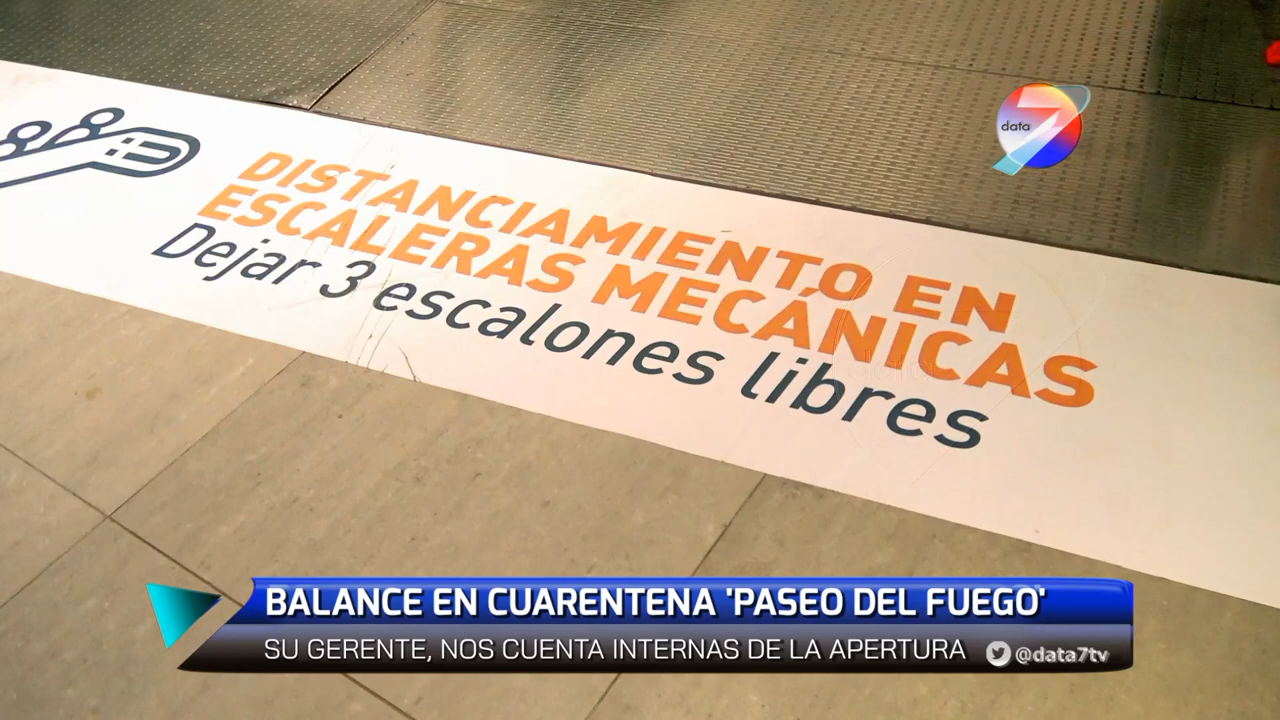 data 7
DISTANCIAMIENTO EN
ESCALERAS MECÁNICAS
Dejar 3 escalones libres
BALANCE EN CUARENTENA 'PASEO DEL FUEGO'
SU GERENTE, NOS CUENTA INTERNAS DE LA APERTURA @data7tv